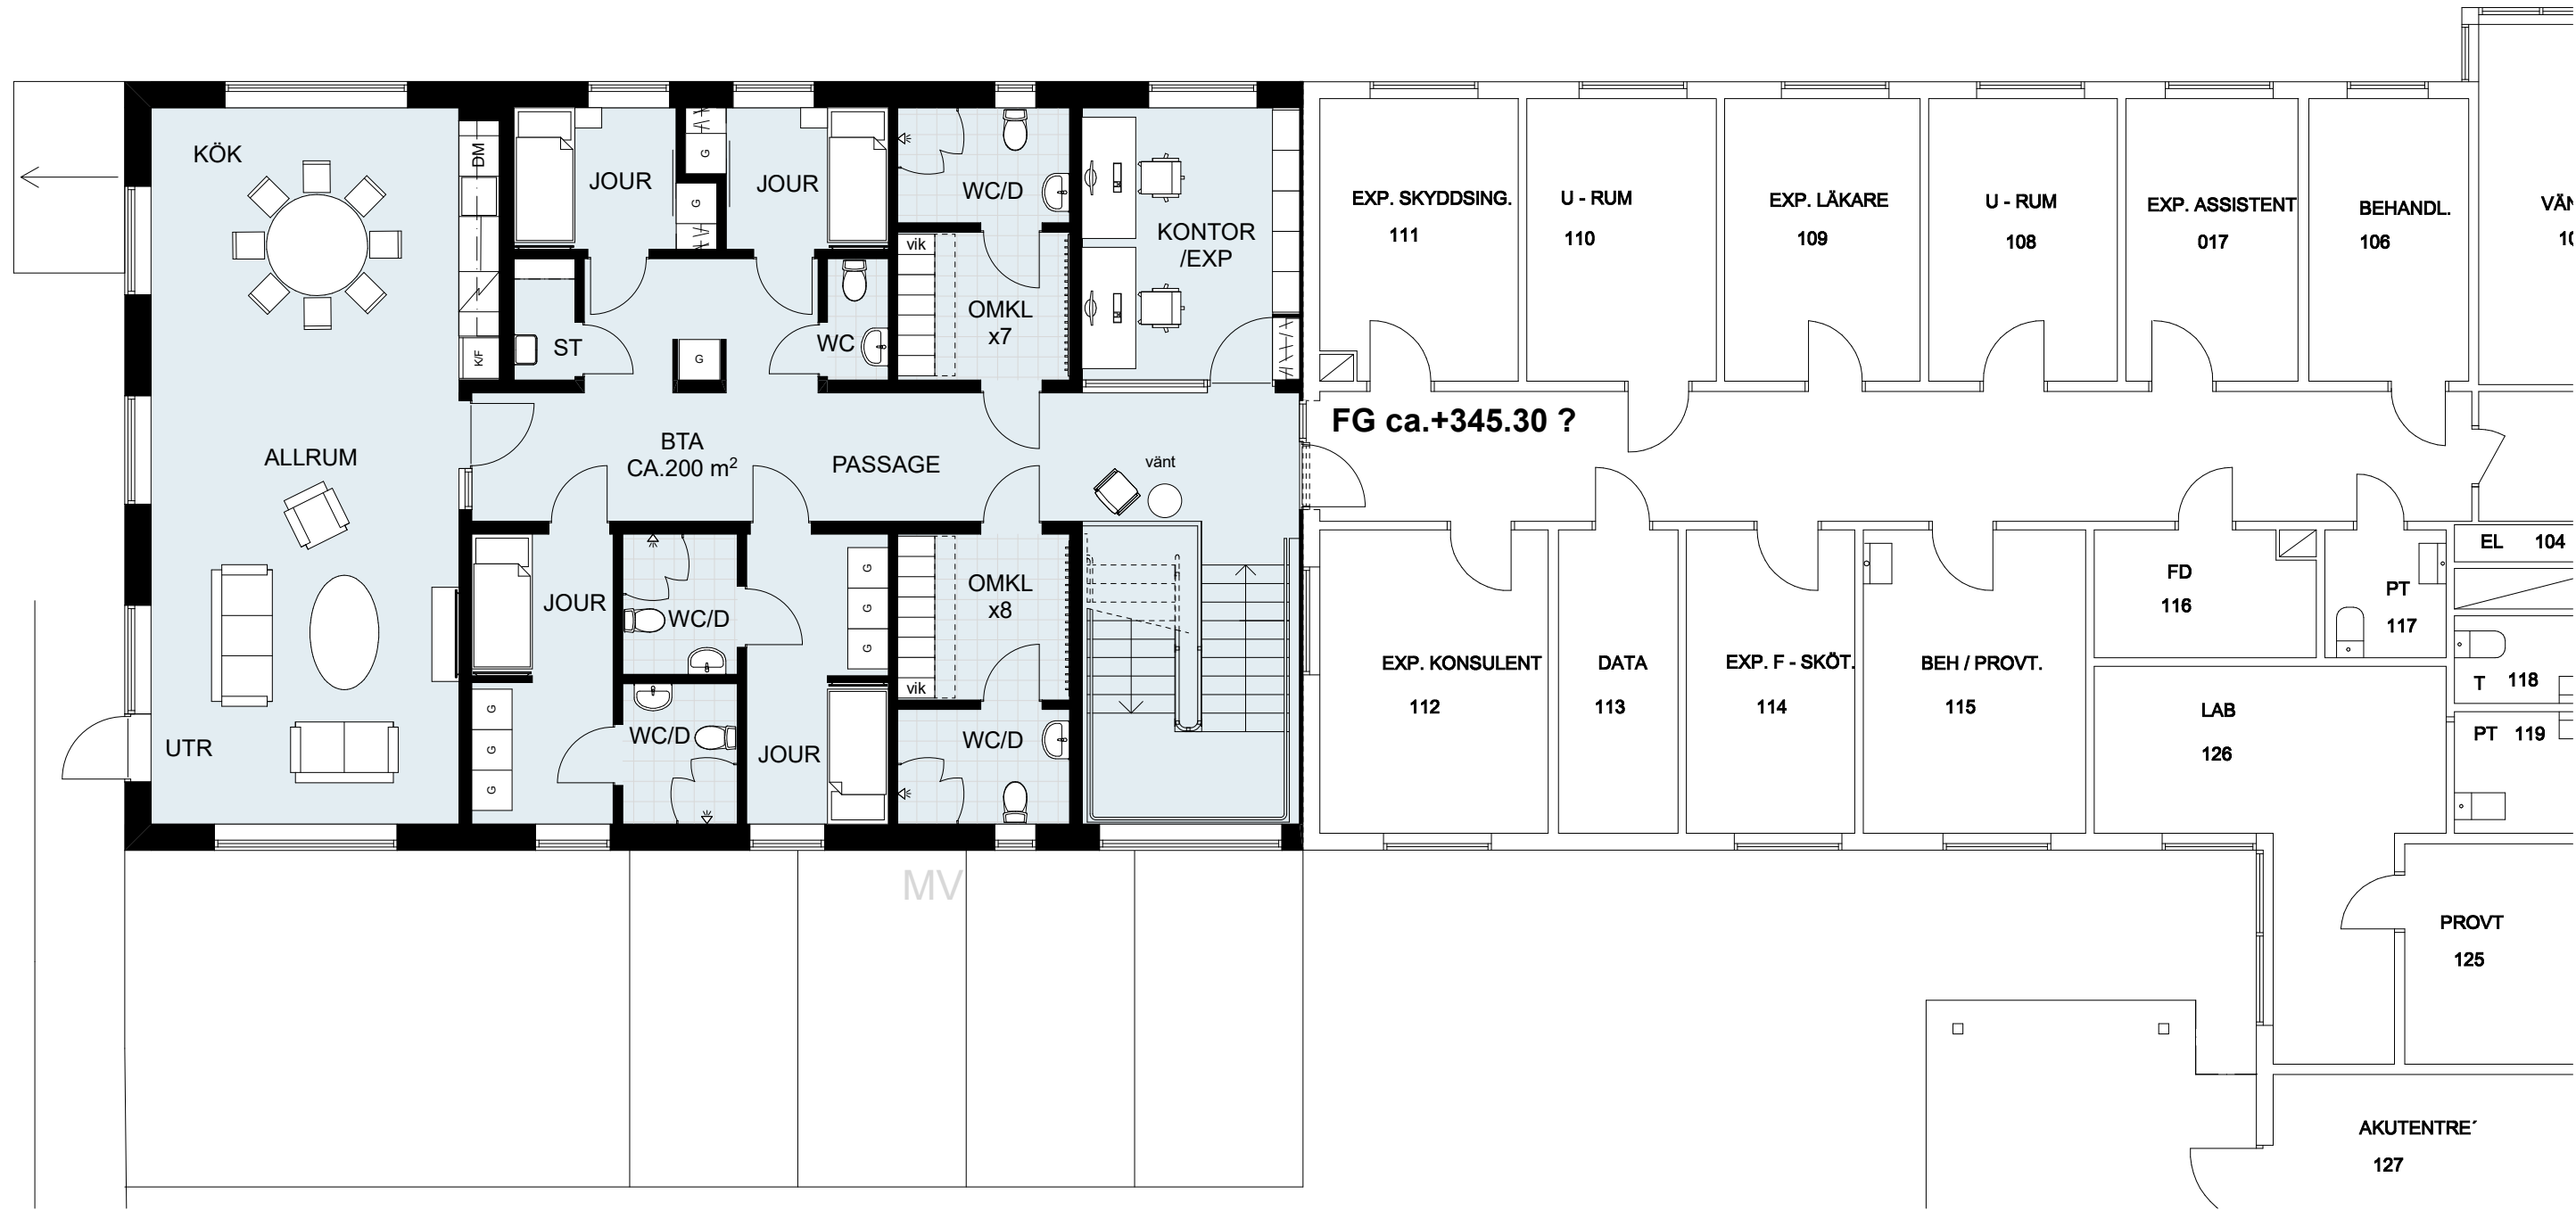 KÖK
DM
K/F
JOUR
G
G
JOUR
WC/D
vik
OMKL
x7
KONTOR
/EXP
ST
G
WC
ALLRUM
BTA
CA.200 m²
PASSAGE
vänt
UTR
JOUR
G
G
G
WC/D
WC/D
G
G
G
JOUR
OMKL
x8
vik
WC/D
MV
EXP. SKYDDSING.
111
U - RUM
110
EXP. LÄKARE
109
U - RUM
108
EXP. ASSISTENT
017
BEHANDL.
106
FG ca.+345.30 ?
EXP. KONSULENT
112
DATA
113
EXP. F - SKÖT.
114
BEH / PROVT.
115
FD
116
PT
117
EL 104
T 118
PT 119
LAB
126
PROVT
125
AKUTENTRE´
127